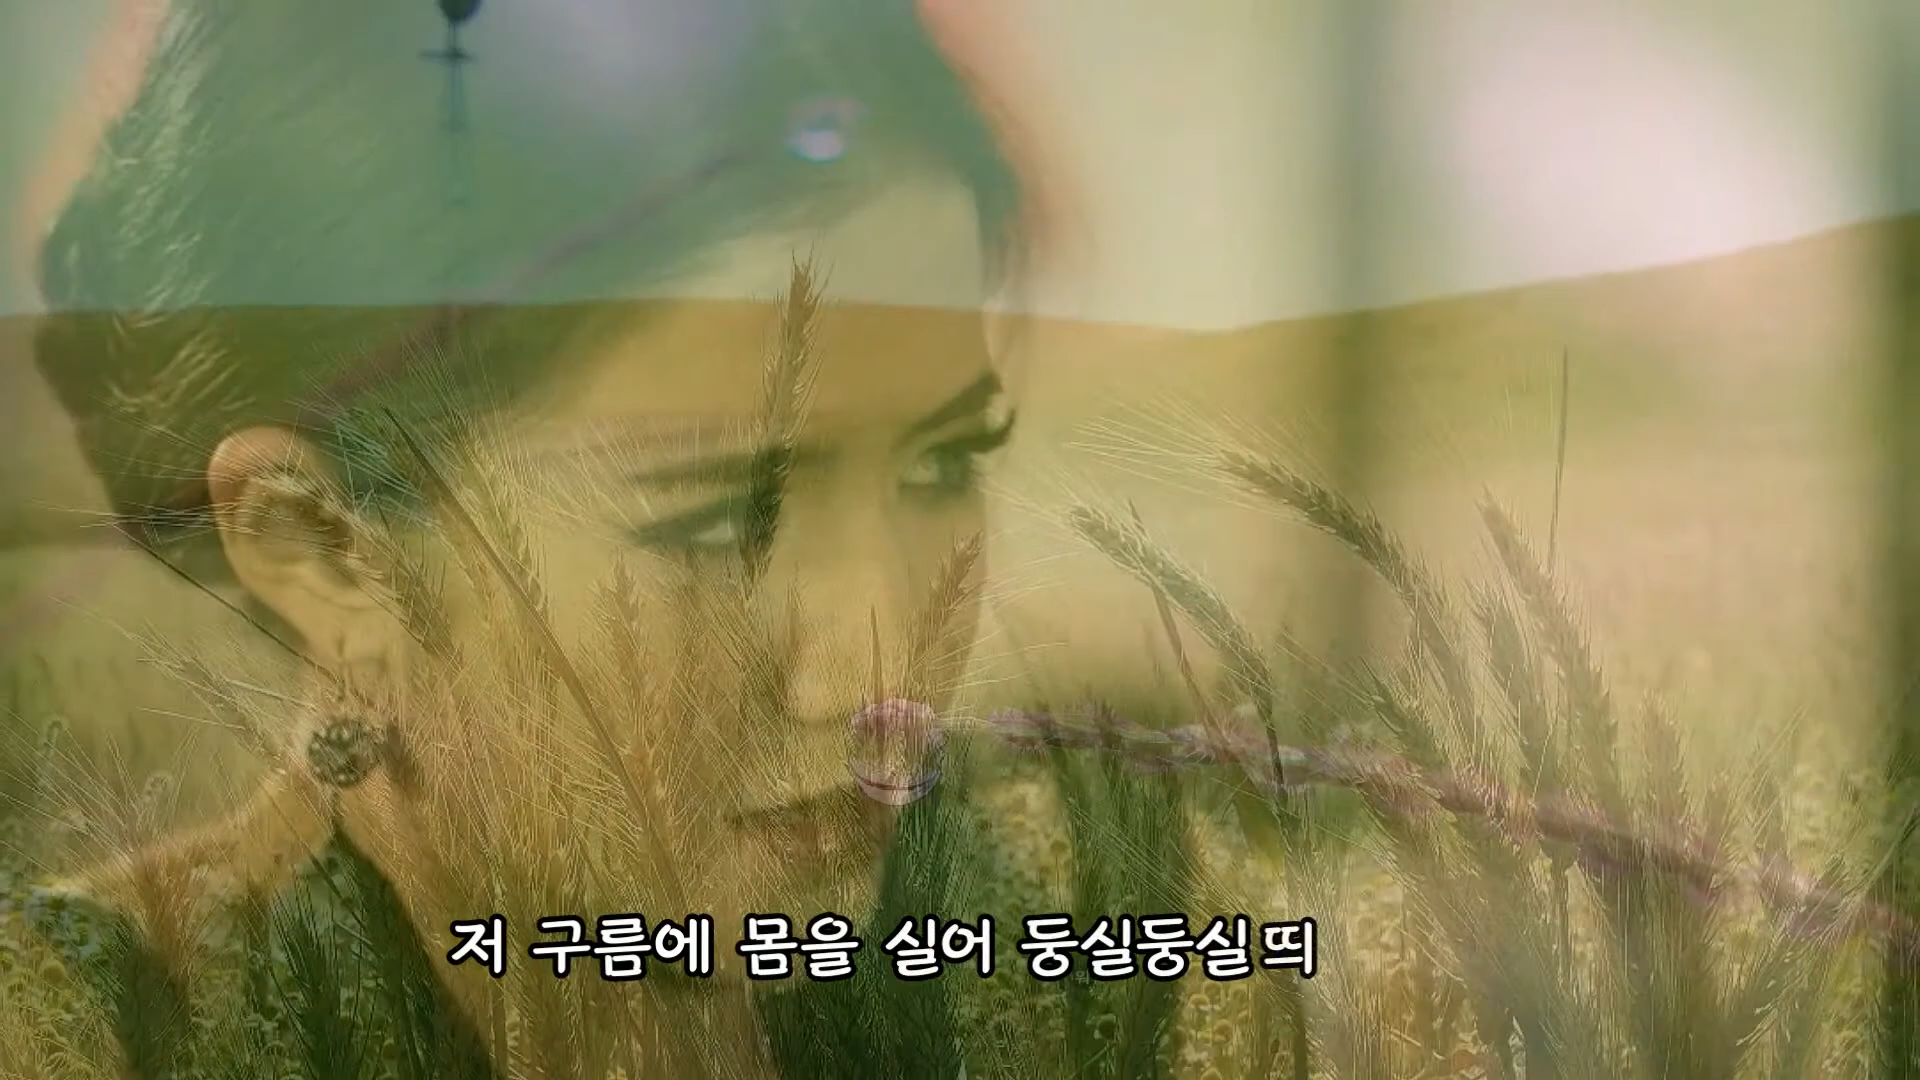 저 구름에 몸을 실어 둥실둥실 띄